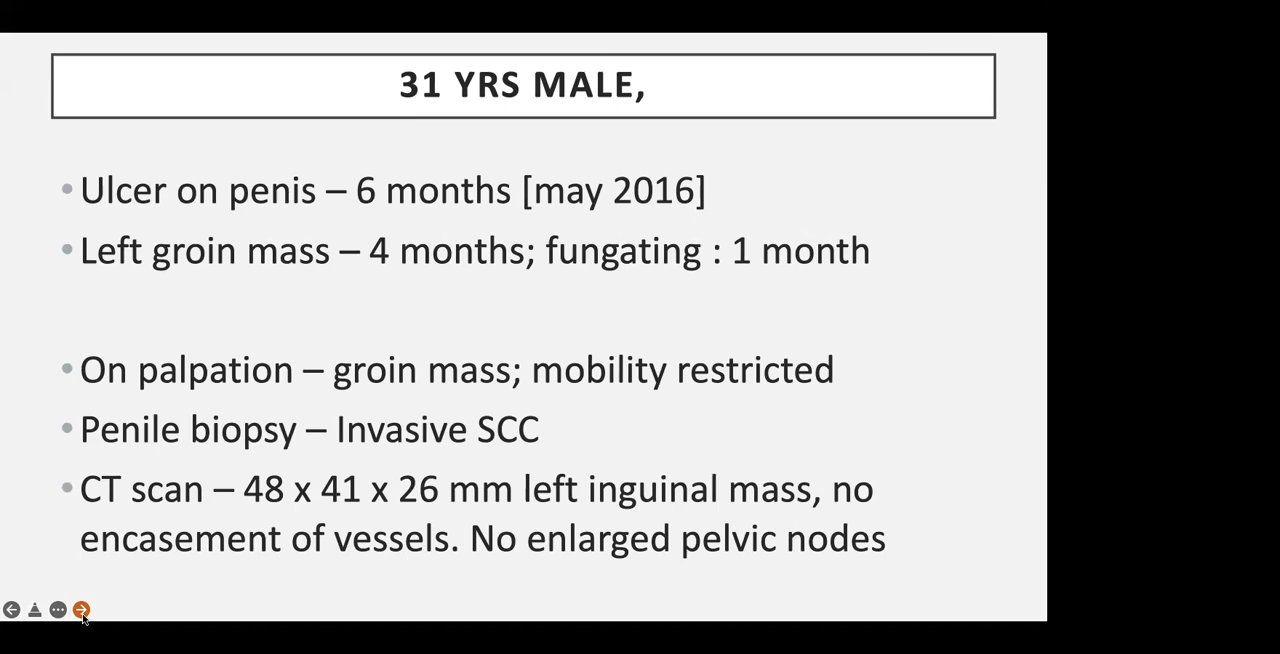 31 YRS MALE,
• Ulcer on penis – 6 months [may 2016]
• Left groin mass – 4 months; fungating : 1 month
• On palpation – groin mass; mobility restricted
• Penile biopsy – Invasive SCC
• CT scan – 48 x 41 x 26 mm left inguinal mass, no
encasement of vessels. No enlarged pelvic nodes